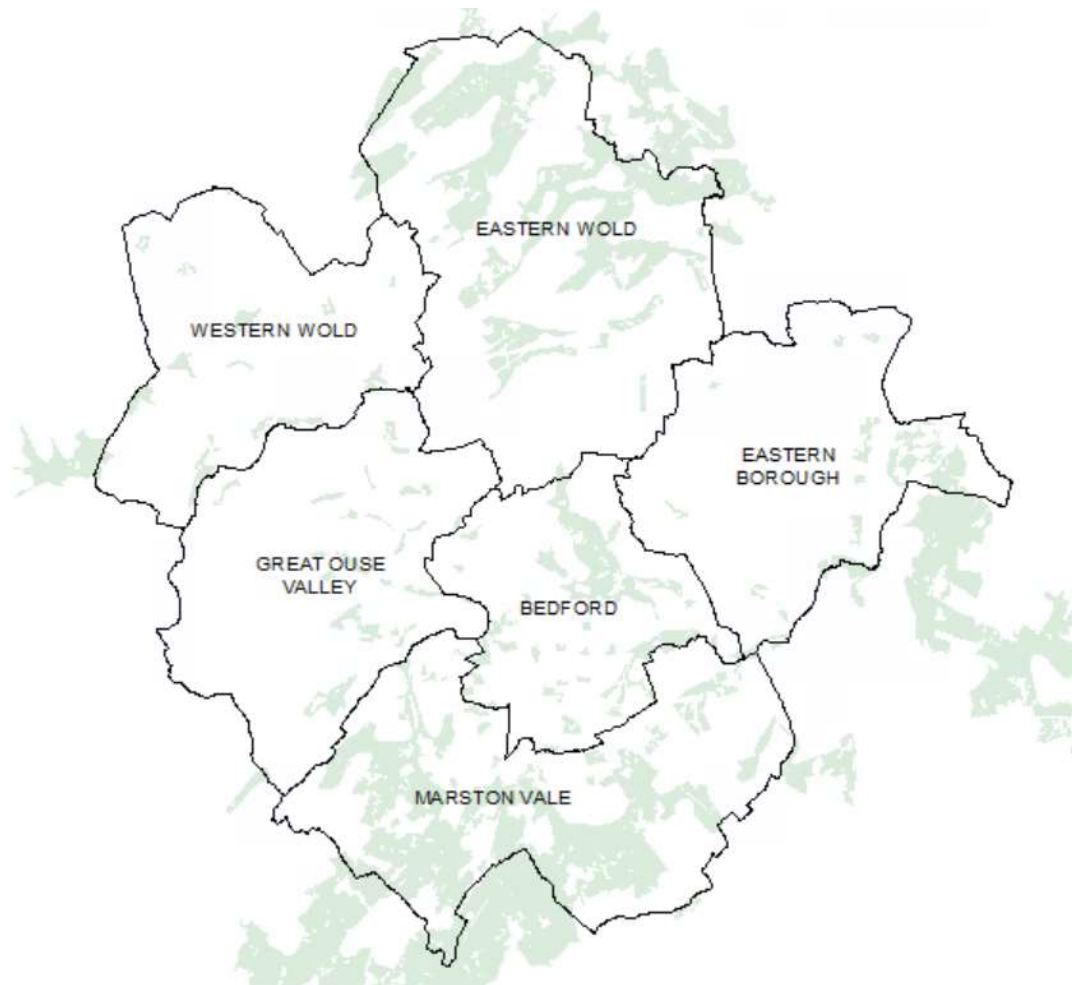 EASTERN WOLD
WESTERN WOLD
EASTERN
BOROUGH
GREAT OUSE
VALLEY
BEDFORD
MARSTON VALE